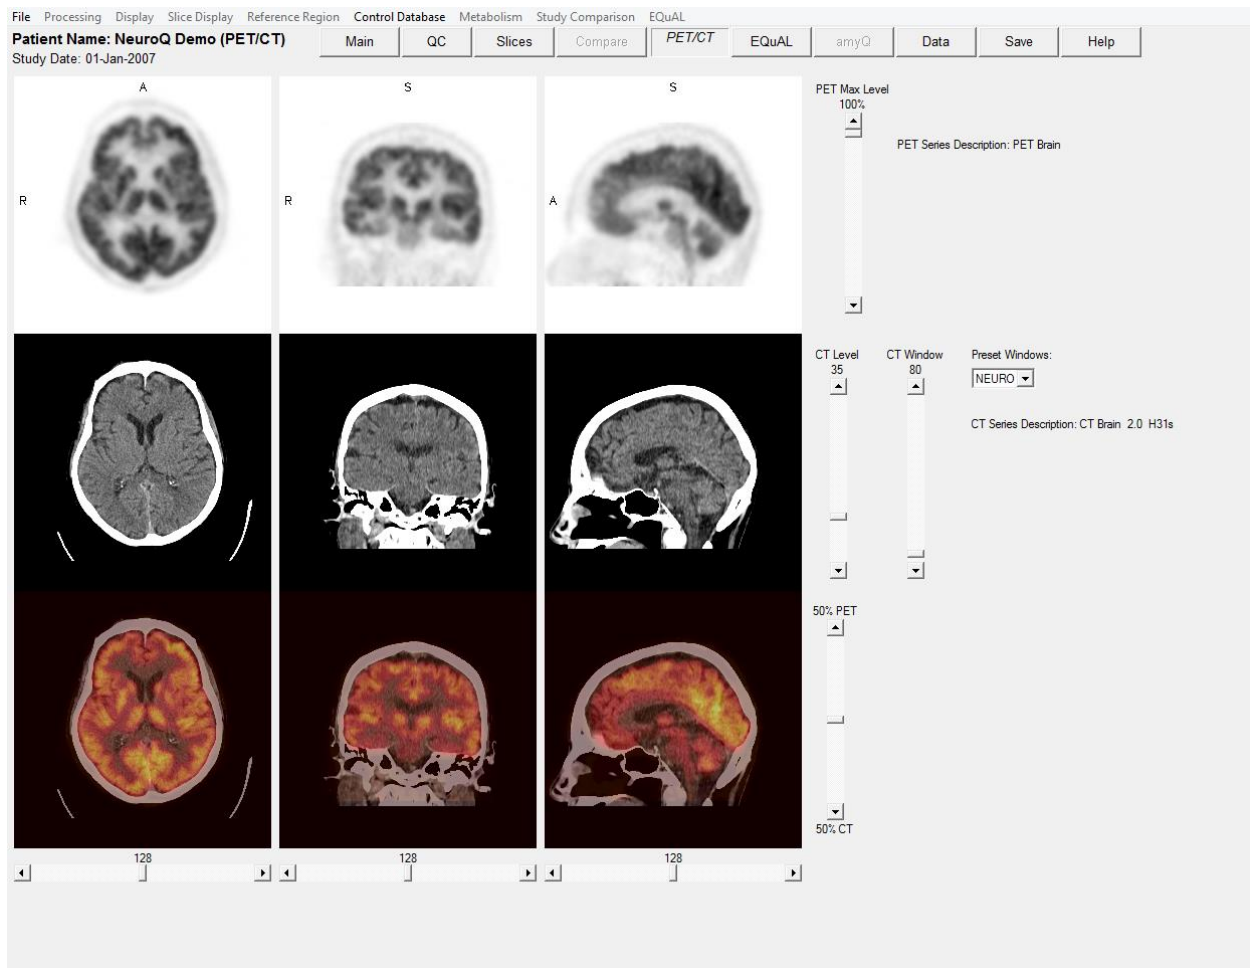 File Processing Display Slice Display Reference Region Control Database Metabolism Study Comparison EQuAL
Patient Name: NeuroQ Demo (PET/CT) Main QC Slices Compare PET/CT EQuAL amyQ Data Save Help
Study Date: 01-Jan-2007
A S S
PET Max Level
100%
PET Series Description: PET Brain
R R A
CT Level CT Window Preset Windows:
35 80
NEURO
CT Series Description: CT Brain 2.0 H31s
50% PET
50% CT
128 128 128